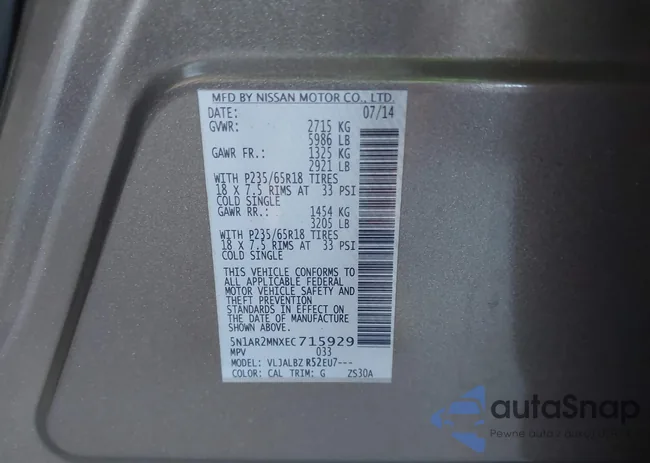 MFD BY NISSAN MOTOR CO., LTD.
DATE: 07/14
GVWR: 2715 KG
5986 LB
GAWR FR.: 1325 KG
2921 LB
WITH P235/65R18 TIRES
18 X 7.5 RIMS AT 33 PSI
COLD SINGLE
GAWR RR.: 1454 KG
3205 LB
WITH P235/65R18 TIRES
18 X 7.5 RIMS AT 33 PSI
COLD SINGLE
THIS VEHICLE CONFORMS TO
ALL APPLICABLE FEDERAL
MOTOR VEHICLE SAFETY AND
THEFT PREVENTION
STANDARDS IN EFFECT ON
THE DATE OF MANUFACTURE
SHOWN ABOVE.
5N1AR2MNXEC715929
MPV 033
VLJALBZ R52EU7---
COLOR: CAL TRIM: G ZS30A
autaSnap
Pewne auta z aukcji